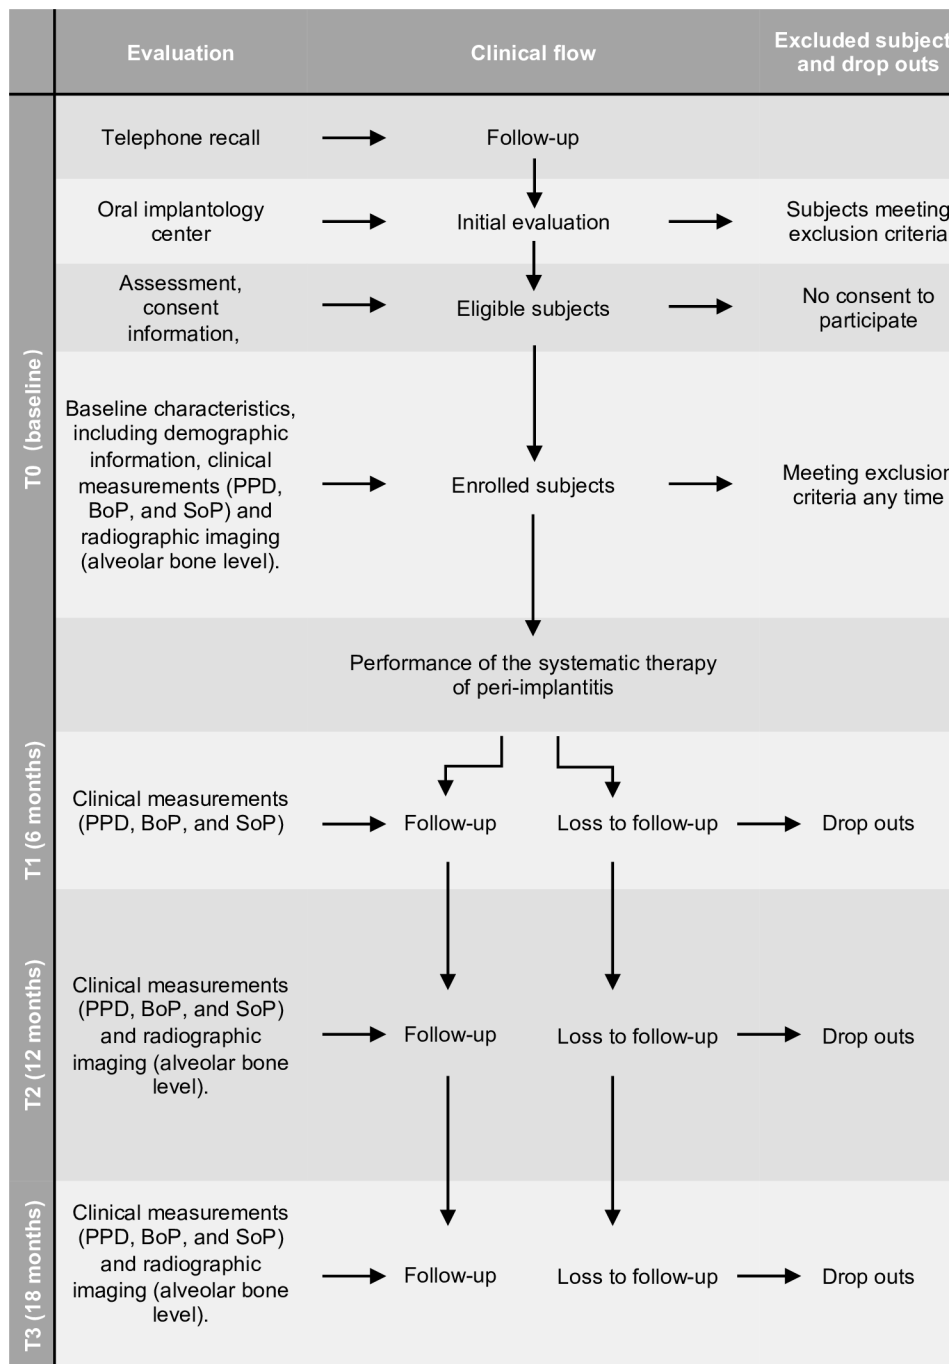 Evaluation
Clinical flow
Excluded subject
and drop outs
T0 (baseline)
Telephone recall
Follow-up
Oral implantology
center
Initial evaluation
Subjects meeting
exclusion criteria
Assessment,
consent
information,
Eligible subjects
No consent to
participate
Baseline characteristics,
including demographic
information, clinical
measurements (PPD,
BoP, and SoP) and
radiographic imaging
(alveolar bone level).
Enrolled subjects
Meeting exclusion
criteria any time
Performance of the systematic therapy
of peri-implantitis
T1 (6 months)
Clinical measurements
(PPD, BoP, and SoP)
Follow-up
Loss to follow-up
Drop outs
T2 (12 months)
Clinical measurements
(PPD, BoP, and SoP)
and radiographic
imaging (alveolar bone
level).
Follow-up
Loss to follow-up
Drop outs
T3 (18 months)
Clinical measurements
(PPD, BoP, and SoP)
and radiographic
imaging (alveolar bone
level).
Follow-up
Loss to follow-up
Drop outs